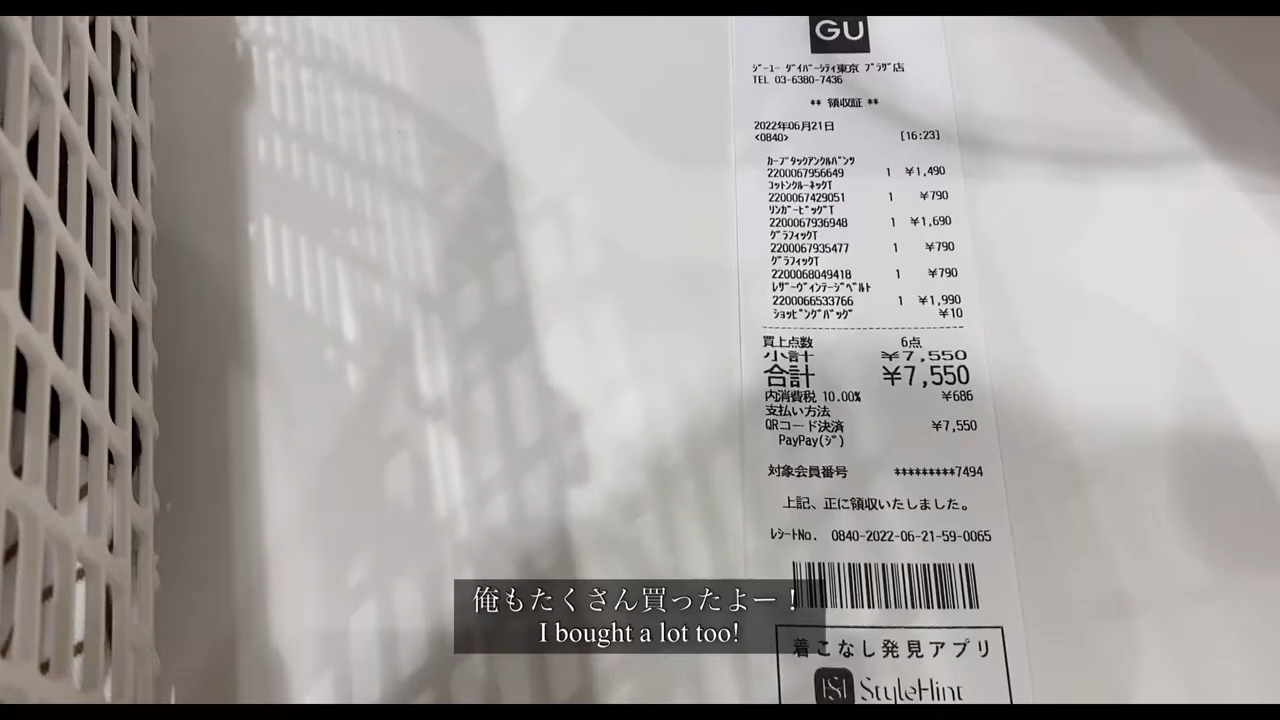 GU
ｼﾞｰﾕｰ ﾀﾞｲﾊﾞｰｼﾃｨ東京 ﾌﾟﾗｻﾞ店
TEL 03-6380-7436
** 領収証 **
2022年06月21日
<0840> [16:23]
ｶｰﾌﾞﾀｯｸｱﾝｸﾙﾊﾟﾝﾂ
2200067956649 1 ¥1,490
ｺｯﾄﾝｸﾙｰﾈｯｸT
2200067429051 1 ¥790
ﾘﾝｶﾞｰﾋﾞｯｸﾞT
2200067936948 1 ¥1,690
ｸﾞﾗﾌｨｯｸT
2200067935477 1 ¥790
ｸﾞﾗﾌｨｯｸT
2200068049418 1 ¥790
ﾚｻﾞｰｳﾞｨﾝﾃｰｼﾞﾍﾞﾙﾄ
2200066533766 1 ¥1,990
ｼｮｯﾋﾟﾝｸﾞﾊﾞｯｸﾞ ¥10
買上点数 6点
小計 ¥7,550
合計 ¥7,550
内消費税 10.00% ¥686
支払い方法
QRコード決済 ¥7,550
PayPay(ｼﾞ)
対象会員番号 *********7494
上記、正に領収いたしました。
ﾚｼｰﾄNo. 0840-2022-06-21-59-0065
俺もたくさん買ったよー！
I bought a lot too!
着こなし発見アプリ
StyleHint